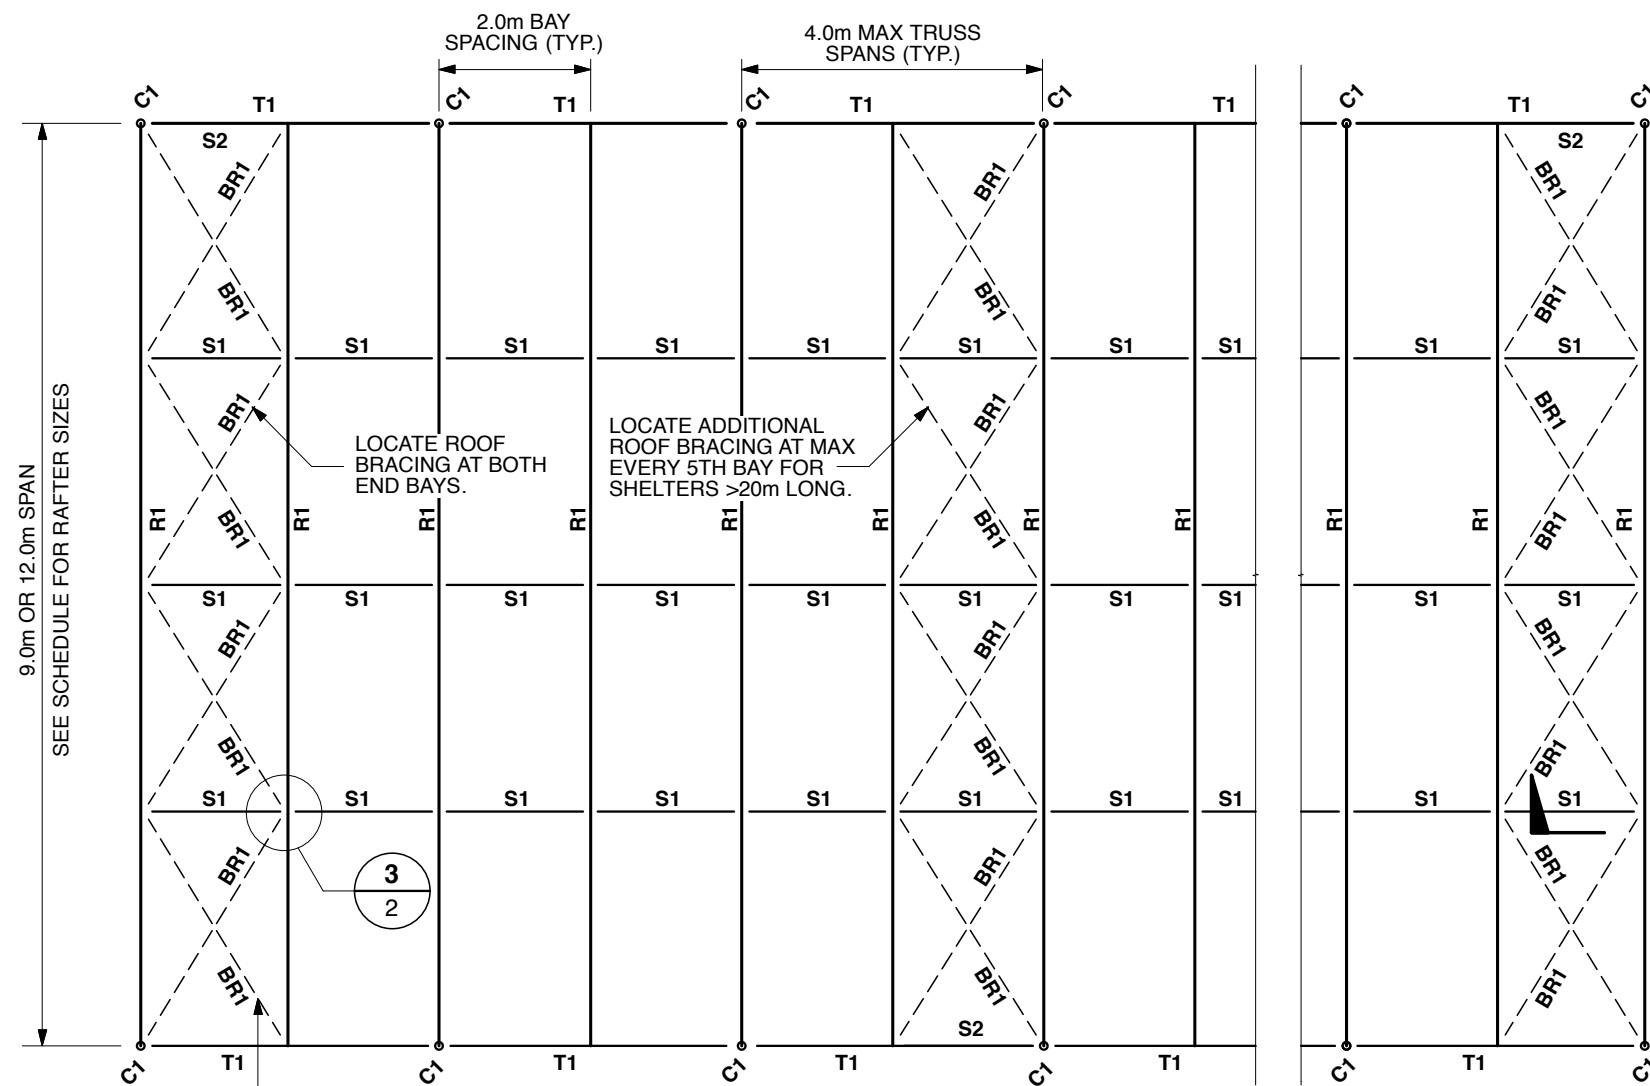 2.0m BAY
SPACING (TYP.)
4.0m MAX TRUSS
SPANS (TYP.)
C1 T1 C1 T1 C1 T1 C1 T1 C1 T1 C1
S2 S2
BR1 BR1 BR1
BR1 BR1 BR1
S1 S1 S1 S1 S1 S1 S1 S1 S1 S1
BR1 BR1 BR1
LOCATE ROOF
BRACING AT BOTH
END BAYS.
LOCATE ADDITIONAL
ROOF BRACING AT MAX
EVERY 5TH BAY FOR
SHELTERS >20m LONG.
9.0m OR 12.0m SPAN
SEE SCHEDULE FOR RAFTER SIZES
R1 R1 R1 R1 R1 R1 R1 R1 R1
BR1 BR1 BR1
S1 S1 S1 S1 S1 S1 S1 S1 S1 S1
BR1 BR1 BR1
BR1 BR1 BR1
S1 S1 S1 S1 S1 S1 S1 S1 S1 S1
BR1 BR1 BR1
3
2
BR1 BR1 BR1
S2
C1 T1 C1 T1 C1 T1 C1 T1 C1 T1 C1